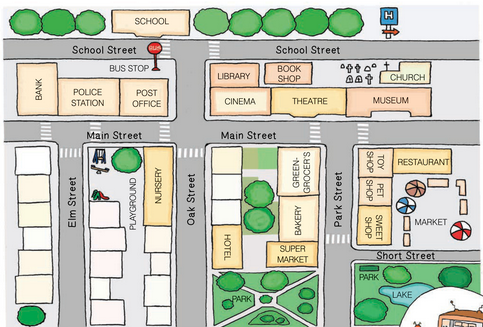 SCHOOL
H
School Street
School Street
BUS STOP
BUS
BANK
POLICE
STATION
POST
OFFICE
LIBRARY
BOOK
SHOP
CHURCH
CINEMA
THEATRE
MUSEUM
Main Street
Main Street
Elm Street
PLAYGROUND
NURSERY
Oak Street
GREEN-
GROCER'S
BAKERY
HOTEL
SUPER
MARKET
PARK
Park Street
TOY
SHOP
PET
SHOP
SWEET
SHOP
RESTAURANT
MARKET
Short Street
PARK
LAKE